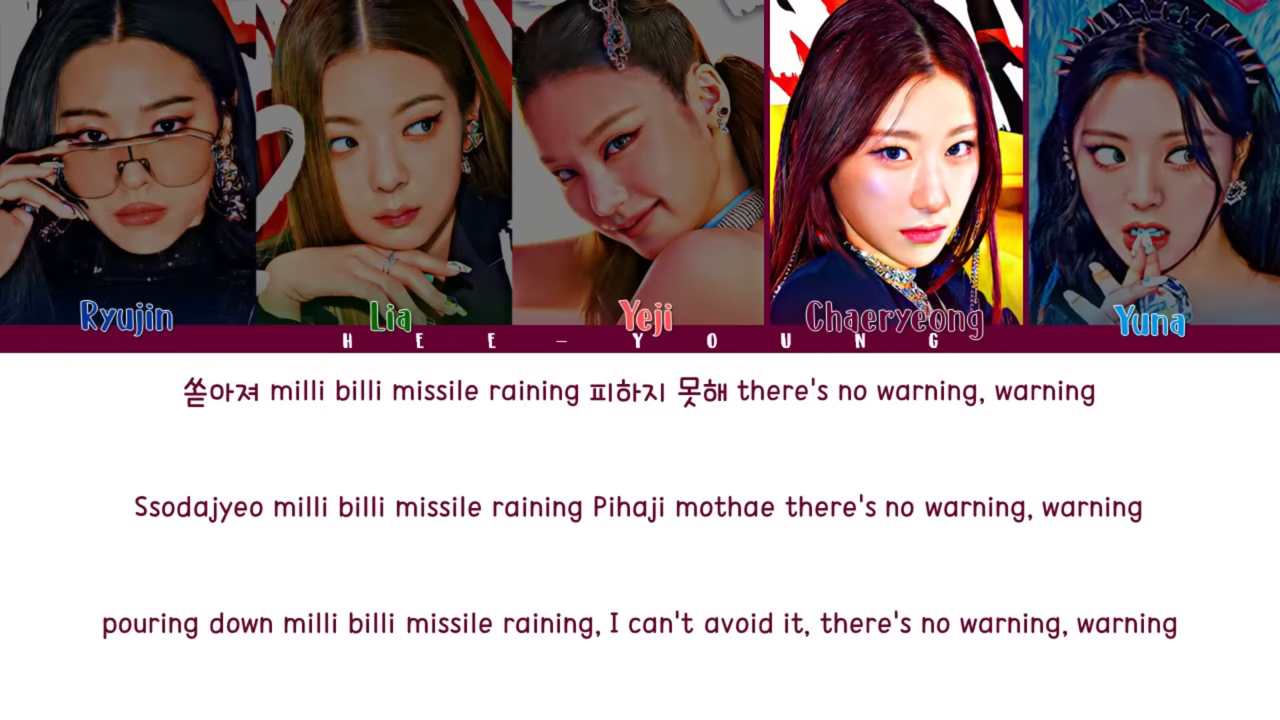 Ryujin
Lia
Yeji
Chaeryeong
Yuna
HEE-YOUNG
쏟아져 milli billi missile raining 피하지 못해 there's no warning, warning
Ssodajyeo milli billi missile raining Pihaji mothae there's no warning, warning
pouring down milli billi missile raining, I can't avoid it, there's no warning, warning